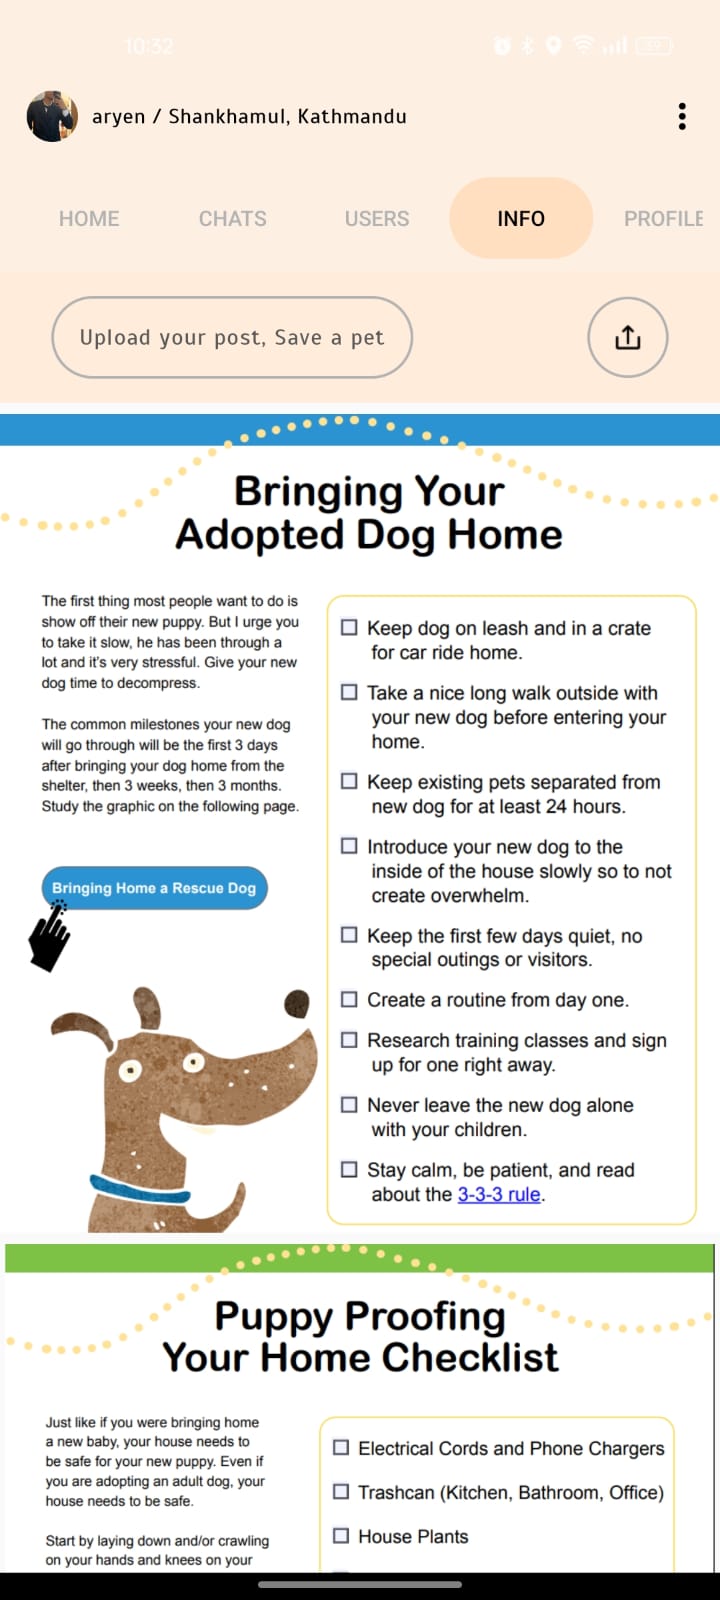 10:32
59
aryen / Shankhamul, Kathmandu
HOME
CHATS
USERS
INFO
PROFILE
Upload your post, Save a pet
Bringing Your
Adopted Dog Home
The first thing most people want to do is
show off their new puppy. But I urge you
to take it slow, he has been through a
lot and it's very stressful. Give your new
dog time to decompress.
The common milestones your new dog
will go through will be the first 3 days
after bringing your dog home from the
shelter, then 3 weeks, then 3 months.
Study the graphic on the following page.
Bringing Home a Rescue Dog
Keep dog on leash and in a crate
for car ride home.
Take a nice long walk outside with
your new dog before entering your
home.
Keep existing pets separated from
new dog for at least 24 hours.
Introduce your new dog to the
inside of the house slowly so to not
create overwhelm.
Keep the first few days quiet, no
special outings or visitors.
Create a routine from day one.
Research training classes and sign
up for one right away.
Never leave the new dog alone
with your children.
Stay calm, be patient, and read
about the 3-3-3 rule.
Puppy Proofing
Your Home Checklist
Just like if you were bringing home
a new baby, your house needs to
be safe for your new puppy. Even if
you are adopting an adult dog, your
house needs to be safe.
Start by laying down and/or crawling
on your hands and knees on your
Electrical Cords and Phone Chargers
Trashcan (Kitchen, Bathroom, Office)
House Plants